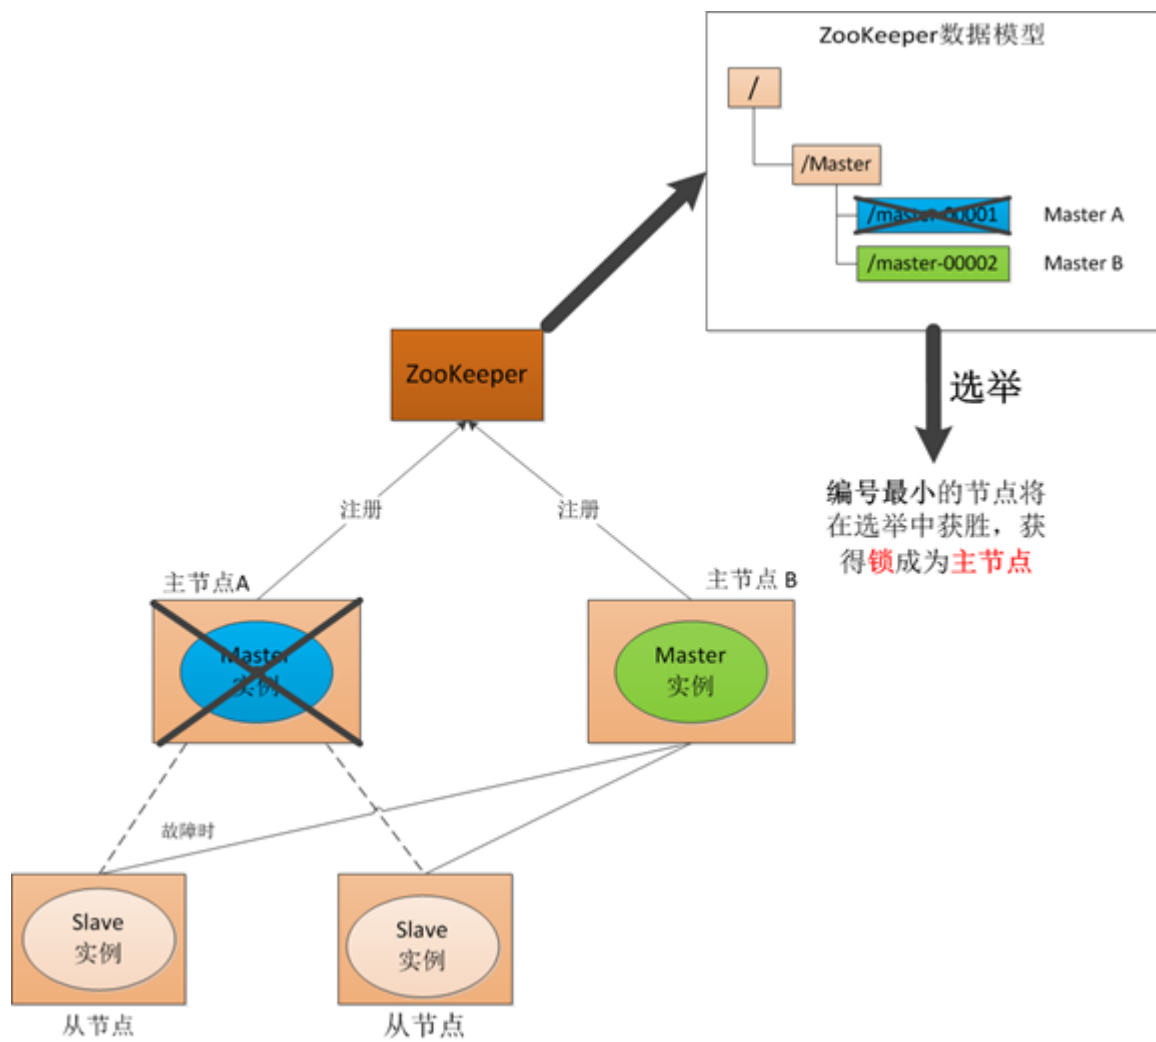 ZooKeeper数据模型
/
/Master
/master-00001
Master A
/master-00002
Master B
ZooKeeper
选举
编号最小的节点将
在选举中获胜，获
得锁成为主节点
注册
注册
主节点A
主节点 B
Master
实例
Master
实例
故障时
Slave
实例
Slave
实例
从节点
从节点